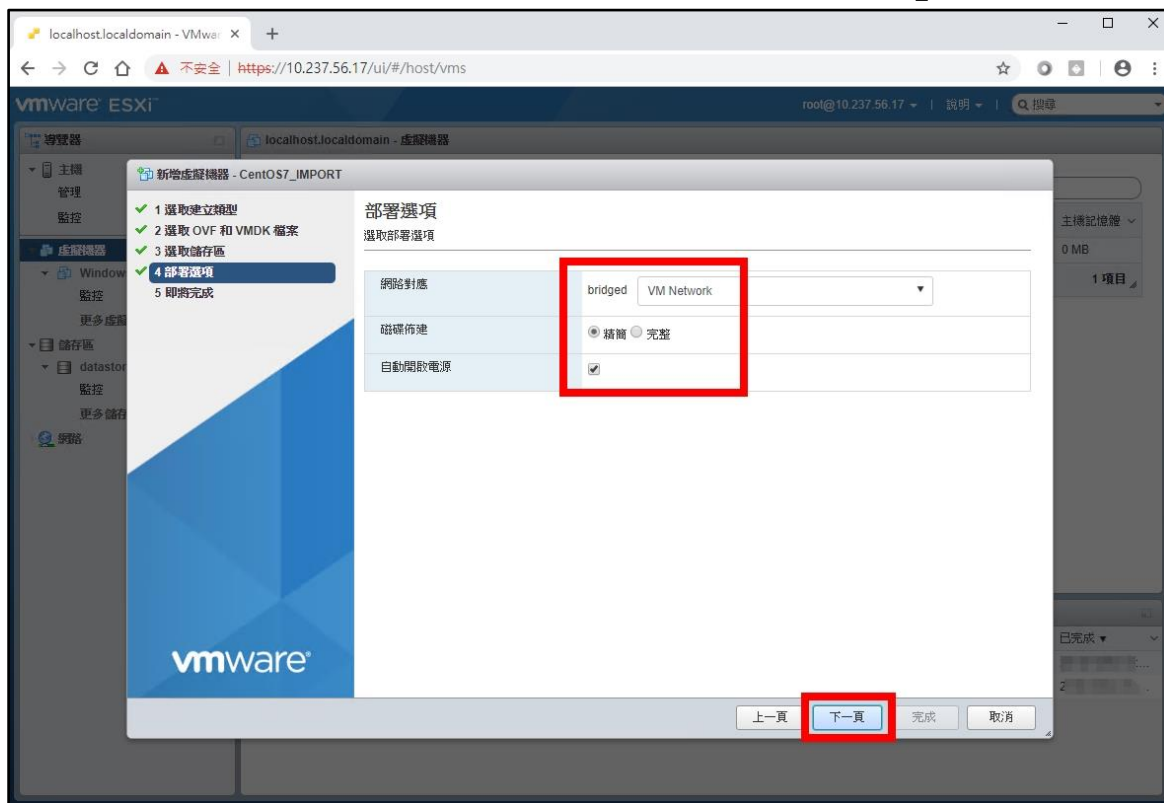 localhost.localdomain - VMwar
不安全 | https://10.237.56.17/ui/#/host/vms
vmware ESXi™
root@10.237.56.17 | 說明 | 搜尋
導覽器
localhost.localdomain - 虛擬機器
主機
管理
監控
虛擬機器
Window
監控
更多虛擬
儲存區
datastor
監控
更多儲存
網路
主機記憶體
0 MB
1 項目
已完成
新增虛擬機器 - CentOS7_IMPORT
1 選取建立類型
2 選取 OVF 和 VMDK 檔案
3 選取儲存區
4 部署選項
5 即將完成
vmware®
部署選項
選取部署選項
網路對應 bridged VM Network
磁碟佈建 精簡 完整
自動開啟電源
上一頁 下一頁 完成 取消